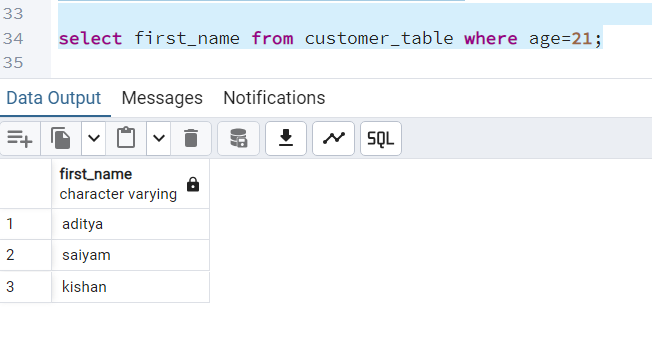 33
34 select first_name from customer_table where age=21;
35
Data Output Messages Notifications
SQL
first_name
character varying
1 aditya
2 saiyam
3 kishan